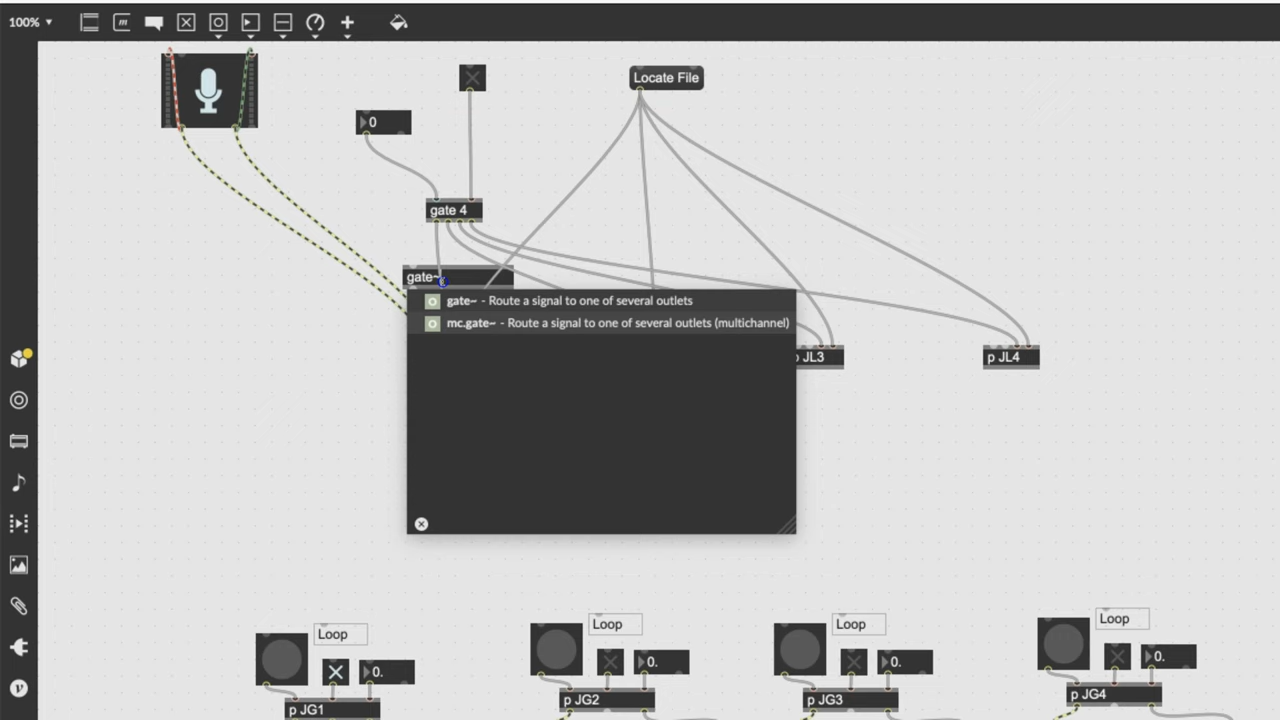 100%
m
Locate File
0
gate 4
gate~
gate~ - Route a signal to one of several outlets
mc.gate~ - Route a signal to one of several outlets (multichannel)
p JL3
p JL4
Loop
Loop
Loop
Loop
0.
0.
0.
0.
p JG1
p JG2
p JG3
p JG4